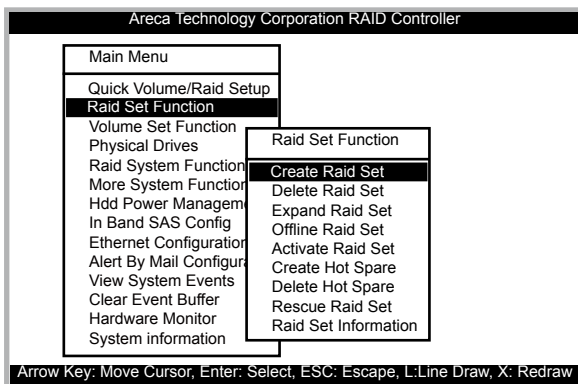 Areca Technology Corporation RAID Controller
Main Menu
Quick Volume/Raid Setup
Raid Set Function
Volume Set Function
Physical Drives
Raid System Function
More System Function
Hdd Power Managem
In Band SAS Config
Ethernet Configuration
Alert By Mail Configura
View System Events
Clear Event Buffer
Hardware Monitor
System information
Raid Set Function
Create Raid Set
Delete Raid Set
Expand Raid Set
Offline Raid Set
Activate Raid Set
Create Hot Spare
Delete Hot Spare
Rescue Raid Set
Raid Set Information
Arrow Key: Move Cursor, Enter: Select, ESC: Escape, L:Line Draw, X: Redraw